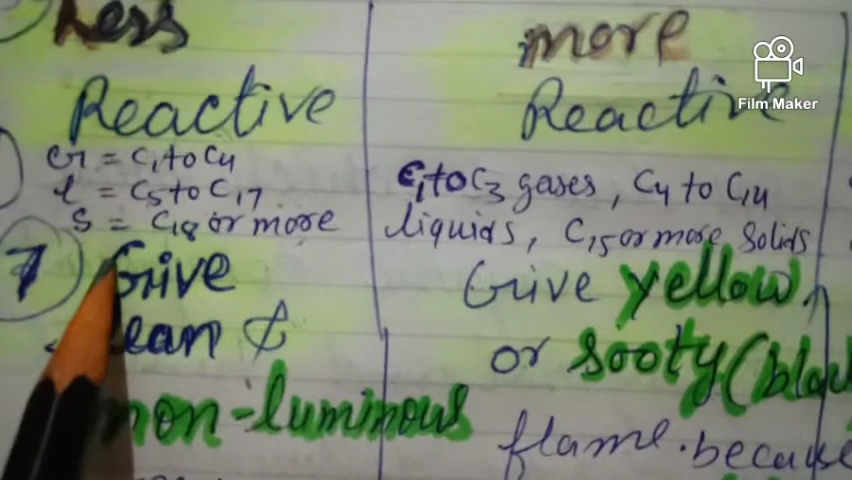 Less
Reactive
G = C₁ to C₄
l = C₅ to C₁₇
S = C₁₈ or more
7 Give
&
non-luminous
more
Reactive
C₁ to C₃ gases, C₄ to C₁₄
liquids, C₁₅ or more solids
Give yellow
or sooty (
flame. because
Film Maker